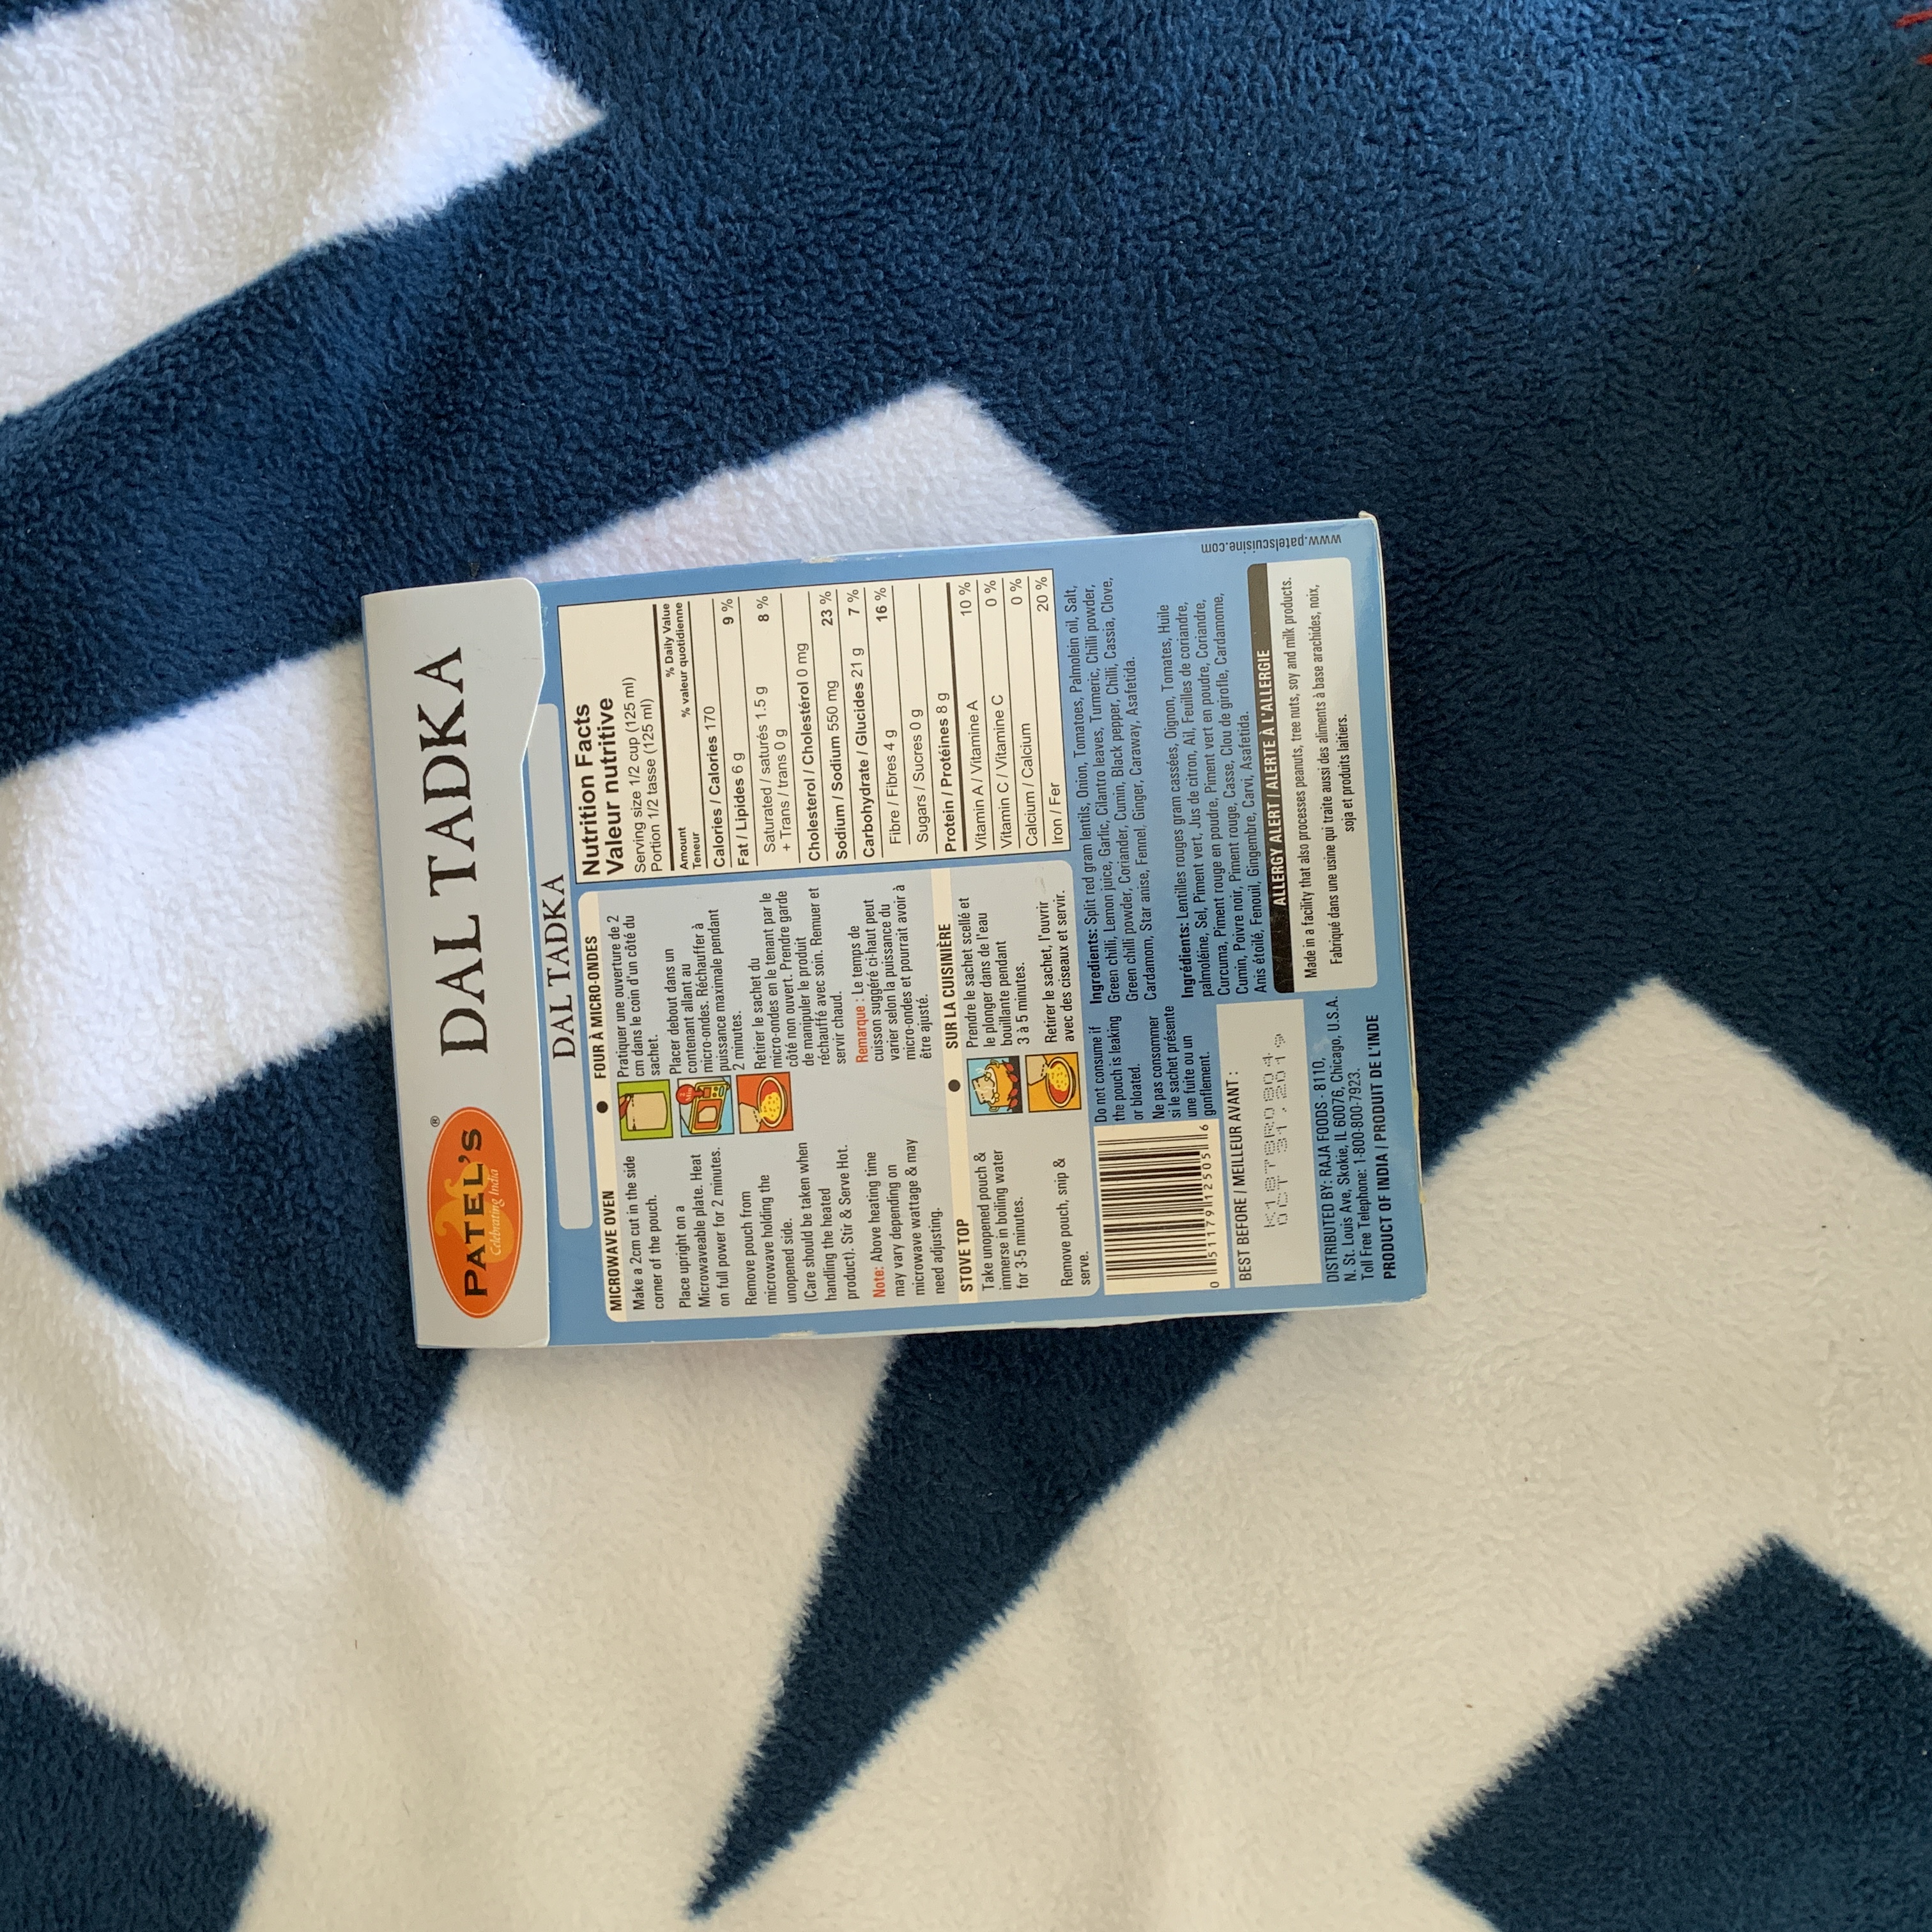 PATEL'S ®
Celebrating India
DAL TADKA
DAL TADKA
MICROWAVE OVEN
Make a 2cm cut in the side
corner of the pouch.
Place upright on a
Microwaveable plate. Heat
on full power for 2 minutes.
Remove pouch from
microwave holding the
unopened side.
(Care should be taken when
handling the heated
product). Stir & Serve Hot.
Note: Above heating time
may vary depending on
microwave wattage & may
need adjusting.
STOVE TOP
Take unopened pouch &
immerse in boiling water
for 3-5 minutes.
Remove pouch, snip &
serve.
FOUR À MICRO-ONDES
Pratiquer une ouverture de 2
cm dans le coin d'un côté du
sachet.
Placer debout dans un
contenant allant au
micro-ondes. Réchauffer à
puissance maximale pendant
2 minutes.
Retirer le sachet du
micro-ondes en le tenant par le
côté non ouvert. Prendre garde
de manipuler le produit
réchauffé avec soin. Remuer et
servir chaud.
Remarque : Le temps de
cuisson suggéré ci-haut peut
varier selon la puissance du
micro-ondes et pourrait avoir à
être ajusté.
SUR LA CUISINIÈRE
Prendre le sachet scellé et
le plonger dans de l'eau
bouillante pendant
3 à 5 minutes.
Retirer le sachet, l'ouvrir
avec des ciseaux et servir.
Nutrition Facts
Valeur nutritive
Serving size 1/2 cup (125 ml)
Portion 1/2 tasse (125 ml)
Amount % Daily Value
Teneur % valeur quotidienne
Calories / Calories 170
Fat / Lipides 6 g 9 %
Saturated / saturés 1.5 g 8 %
+ Trans / trans 0 g
Cholesterol / Cholestérol 0 mg
Sodium / Sodium 550 mg 23 %
Carbohydrate / Glucides 21 g 7 %
Fibre / Fibres 4 g 16 %
Sugars / Sucres 0 g
Protein / Protéines 8 g
Vitamin A / Vitamine A 10 %
Vitamin C / Vitamine C 0 %
Calcium / Calcium 0 %
Iron / Fer 20 %
0 51179 12505 6
Do not consume if
the pouch is leaking
or bloated.
Ne pas consommer
si le sachet présente
une fuite ou un
gonflement.
Ingredients: Split red gram lentils, Onion, Tomatoes, Palmolein oil, Salt,
Green chilli, Lemon juice, Garlic, Cilantro leaves, Turmeric, Chilli powder,
Green chilli powder, Coriander, Cumin, Black pepper, Chilli, Cassia, Clove,
Cardamom, Star anise, Fennel, Ginger, Caraway, Asafetida.
Ingrédients: Lentilles rouges gram cassées, Oignon, Tomates, Huile
palmoléine, Sel, Piment vert, Jus de citron, Ail, Feuilles de coriandre,
Curcuma, Piment rouge en poudre, Piment vert en poudre, Coriandre,
Cumin, Poivre noir, Piment rouge, Casse, Clou de girofle, Cardamome,
Anis étoilé, Fenouil, Gingembre, Carvi, Asafetida.
BEST BEFORE / MEILLEUR AVANT :
K1878RO804
OCT 31,2019
DISTRIBUTED BY: RAJA FOODS - 8110,
N. St. Louis Ave, Skokie, IL 60076, Chicago, U.S.A.
Toll Free Telephone: 1-800-800-7923.
PRODUCT OF INDIA / PRODUIT DE L'INDE
ALLERGY ALERT / ALERTE À L'ALLERGIE
Made in a facility that also processes peanuts, tree nuts, soy and milk products.
Fabriqué dans une usine qui traite aussi des aliments à base arachides, noix,
soja et produits laitiers.
www.patelscuisine.com